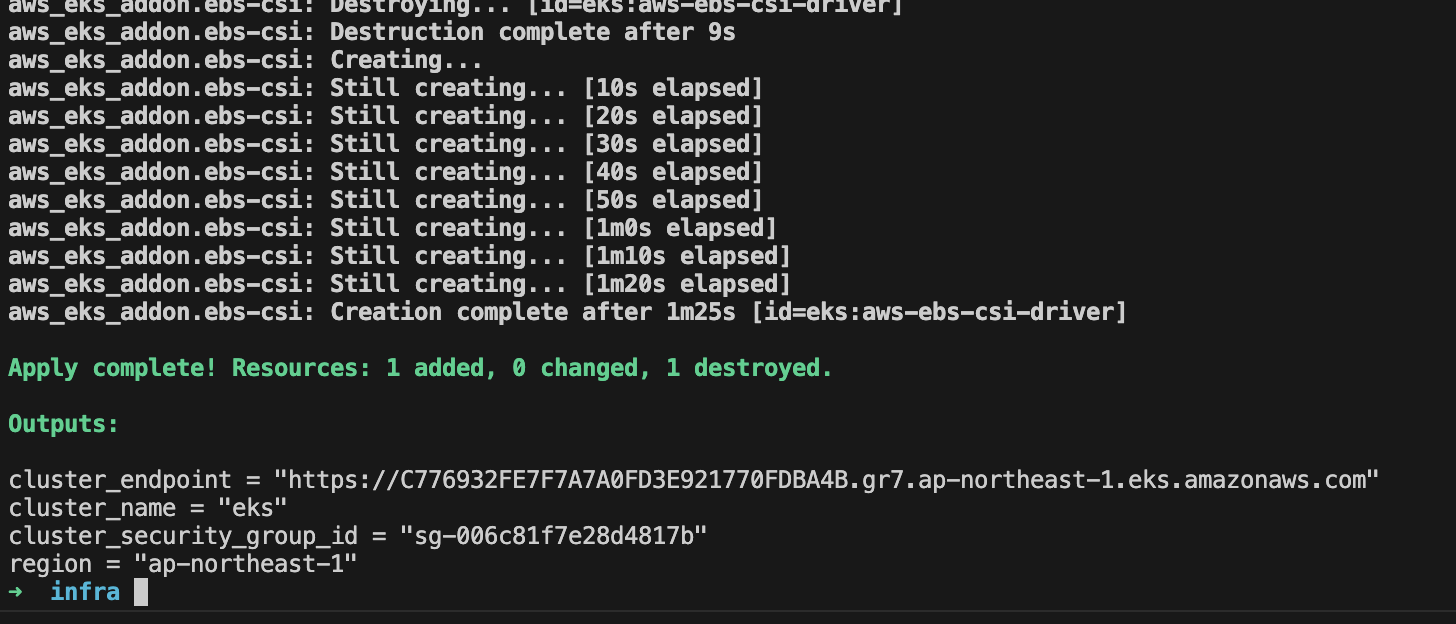 aws_eks_addon.ebs-csi: Destroying... [id=eks:aws-ebs-csi-driver]
aws_eks_addon.ebs-csi: Destruction complete after 9s
aws_eks_addon.ebs-csi: Creating...
aws_eks_addon.ebs-csi: Still creating... [10s elapsed]
aws_eks_addon.ebs-csi: Still creating... [20s elapsed]
aws_eks_addon.ebs-csi: Still creating... [30s elapsed]
aws_eks_addon.ebs-csi: Still creating... [40s elapsed]
aws_eks_addon.ebs-csi: Still creating... [50s elapsed]
aws_eks_addon.ebs-csi: Still creating... [1m0s elapsed]
aws_eks_addon.ebs-csi: Still creating... [1m10s elapsed]
aws_eks_addon.ebs-csi: Still creating... [1m20s elapsed]
aws_eks_addon.ebs-csi: Creation complete after 1m25s [id=eks:aws-ebs-csi-driver]
Apply complete! Resources: 1 added, 0 changed, 1 destroyed.
Outputs:
cluster_endpoint = "https://C776932FE7F7A7A0FD3E921770FDBA4B.gr7.ap-northeast-1.eks.amazonaws.com"
cluster_name = "eks"
cluster_security_group_id = "sg-006c81f7e28d4817b"
region = "ap-northeast-1"
➜ infra